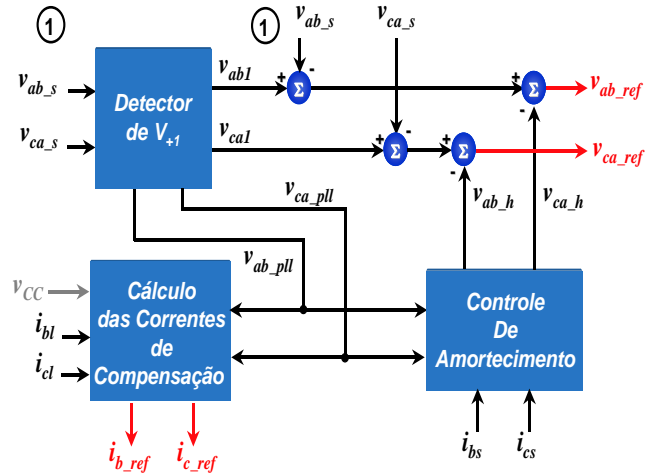 1
1
v_ab_s
v_ca_s
v_ab_s
v_ca_s
Detector
de V_+1
v_ab1
v_ca1
+
-
Σ
+
-
Σ
+
-
Σ
+
-
Σ
v_ab_ref
v_ca_ref
v_ca_pll
v_ab_pll
v_ab_h
v_ca_h
v_CC
i_bl
i_cl
Cálculo
das Correntes
de
Compensação
Controle
De
Amortecimento
i_b_ref
i_c_ref
i_bs
i_cs